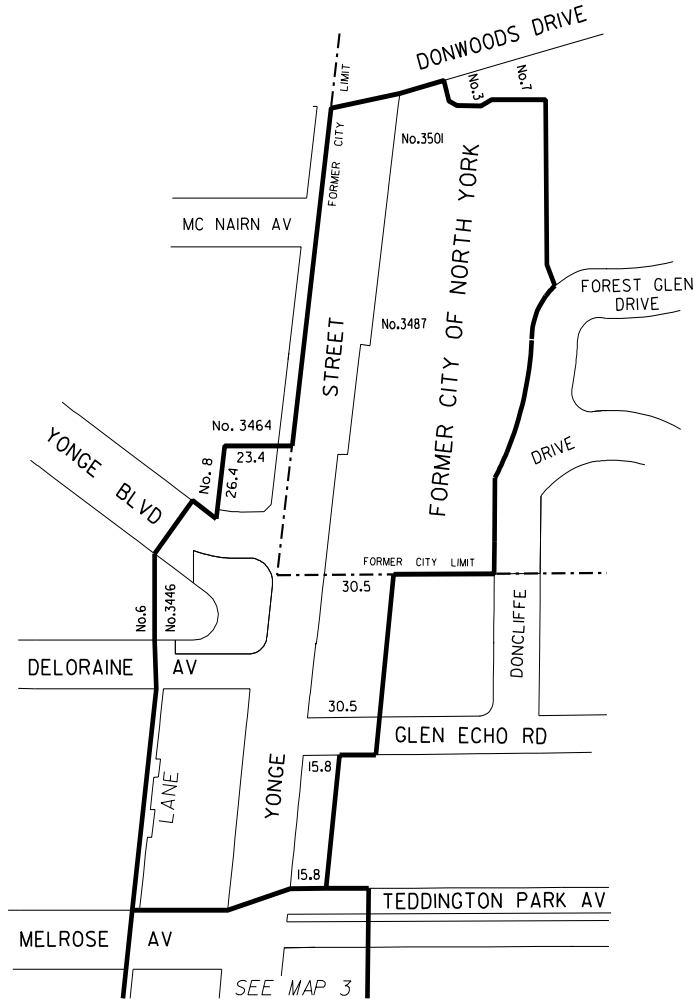 DONWOODS DRIVE
LIMIT
No.3
No.7
No.3501
FORMER CITY
MC NAIRN AV
FORMER CITY OF NORTH YORK
FOREST GLEN
DRIVE
No.3487
STREET
No. 3464
23.4
YONGE BLVD
No. 8
26.4
DRIVE
FORMER CITY LIMIT
30.5
No.6
No.3446
DONCLIFFE
DELORAINE AV
30.5
GLEN ECHO RD
15.8
YONGE
LANE
15.8
TEDDINGTON PARK AV
MELROSE AV
SEE MAP 3